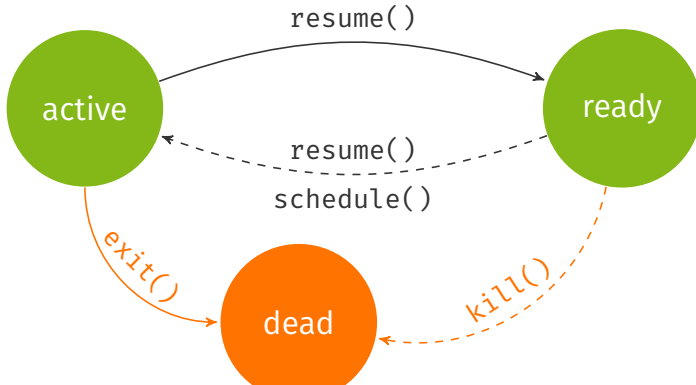 resume()
active
ready
resume()
schedule()
exit()
kill()
dead